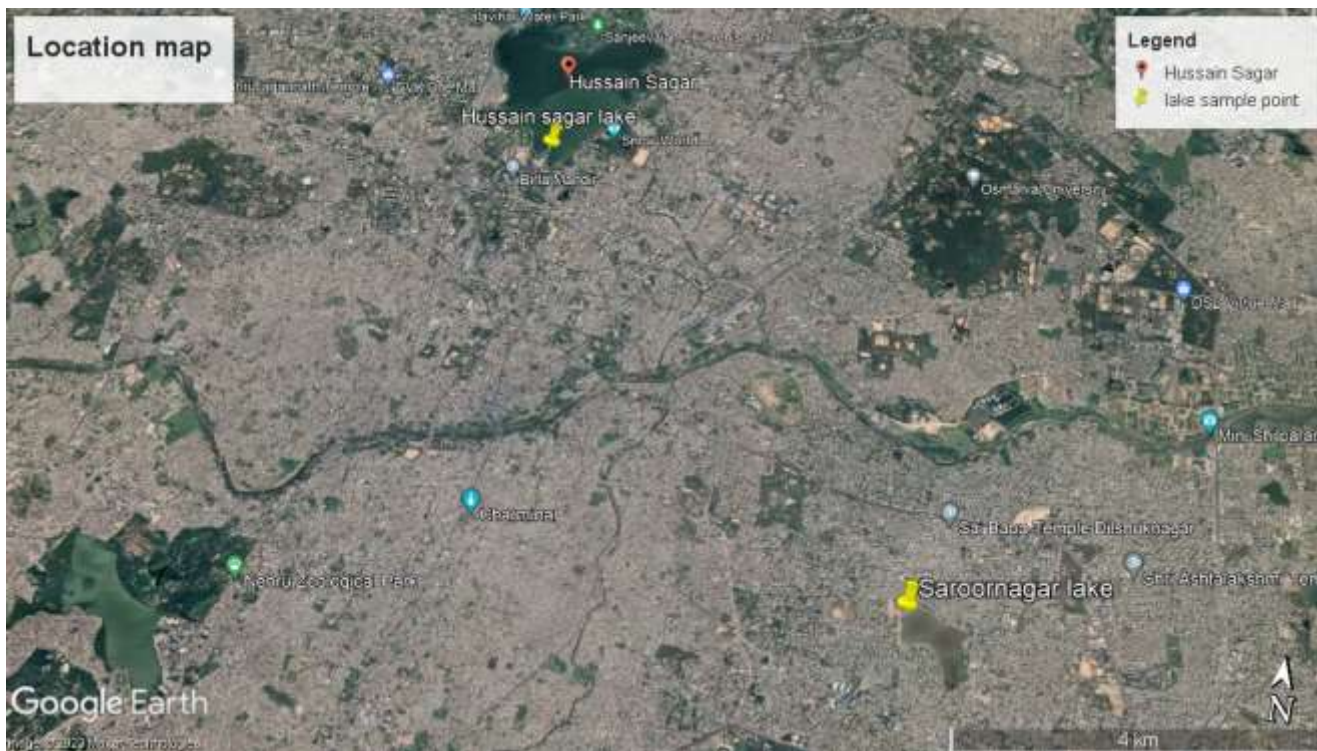 Location map
Legend
Hussain Sagar
lake sample point
Hussain Sagar
Hussain sagar lake
Birla Mandir
Osmania University
Charminar
Sai Baba Temple Dilshuknagar
Nehru Zoological Park
Saroornagar lake
Google Earth
N
4 km